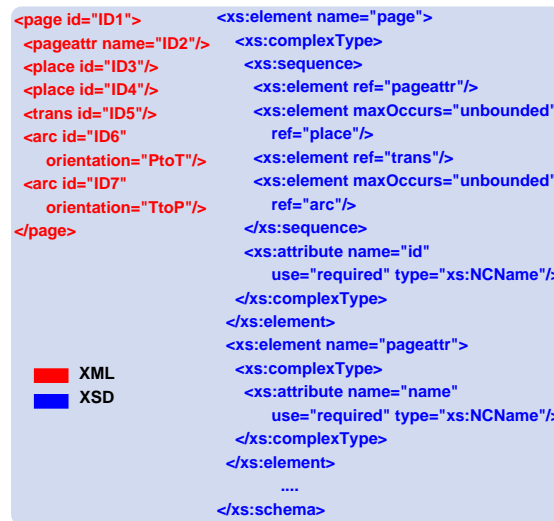 <page id="ID1">
<pageattr name="ID2"/>
<place id="ID3"/>
<place id="ID4"/>
<trans id="ID5"/>
<arc id="ID6"
orientation="PtoT"/>
<arc id="ID7"
orientation="TtoP"/>
</page>
XML
XSD
<xs:element name="page">
<xs:complexType>
<xs:sequence>
<xs:element ref="pageattr"/>
<xs:element maxOccurs="unbounded"
ref="place"/>
<xs:element ref="trans"/>
<xs:element maxOccurs="unbounded"
ref="arc"/>
</xs:sequence>
<xs:attribute name="id"
use="required" type="xs:NCName"/>
</xs:complexType>
</xs:element>
<xs:element name="pageattr">
<xs:complexType>
<xs:attribute name="name"
use="required" type="xs:NCName"/>
</xs:complexType>
</xs:element>
....
</xs:schema>